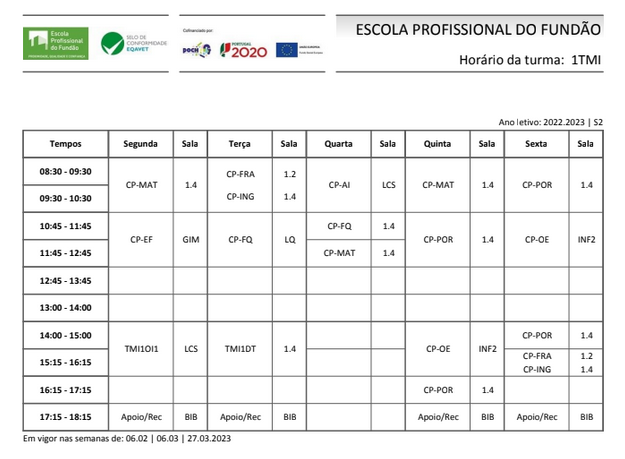 Escola
Profissional
do Fundão
SELO DE
CONFORMIDADE
EQAVET
Cofinanciado por:
POCH
PORTUGAL
2020
ESCOLA PROFISSIONAL DO FUNDÃO
Horário da turma: 1TMI
Ano letivo: 2022.2023 | S2
Tempos Segunda Sala Terça Sala Quarta Sala Quinta Sala Sexta Sala
08:30 - 09:30 CP-MAT 1.4 CP-FRA 1.2 CP-AI LCS CP-MAT 1.4 CP-POR 1.4
09:30 - 10:30 CP-ING 1.4
10:45 - 11:45 CP-EF GIM CP-FQ LQ CP-FQ 1.4 CP-POR 1.4 CP-OE INF2
11:45 - 12:45 CP-MAT 1.4
12:45 - 13:45
13:00 - 14:00
14:00 - 15:00 TMI1OI1 LCS TMI1DT 1.4 CP-OE INF2 CP-POR 1.4
15:15 - 16:15 CP-FRA 1.2
CP-ING 1.4
16:15 - 17:15 CP-POR 1.4
17:15 - 18:15 Apoio/Rec BIB Apoio/Rec BIB Apoio/Rec BIB Apoio/Rec BIB
Em vigor nas semanas de: 06.02 | 06.03 | 27.03.2023